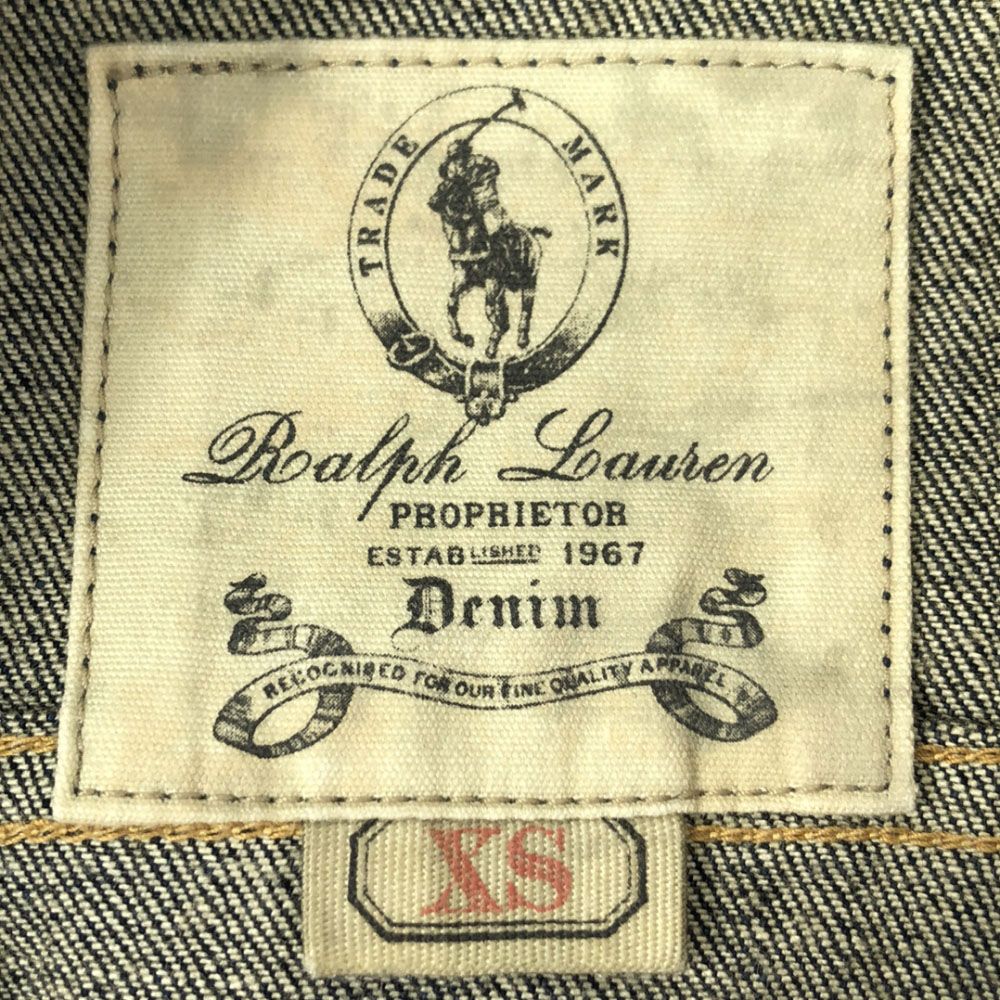 TRADE MARK
Ralph Lauren
PROPRIETOR
ESTABLISHED 1967
Denim
RECOGNISED FOR OUR FINE QUALITY APPAREL
XS